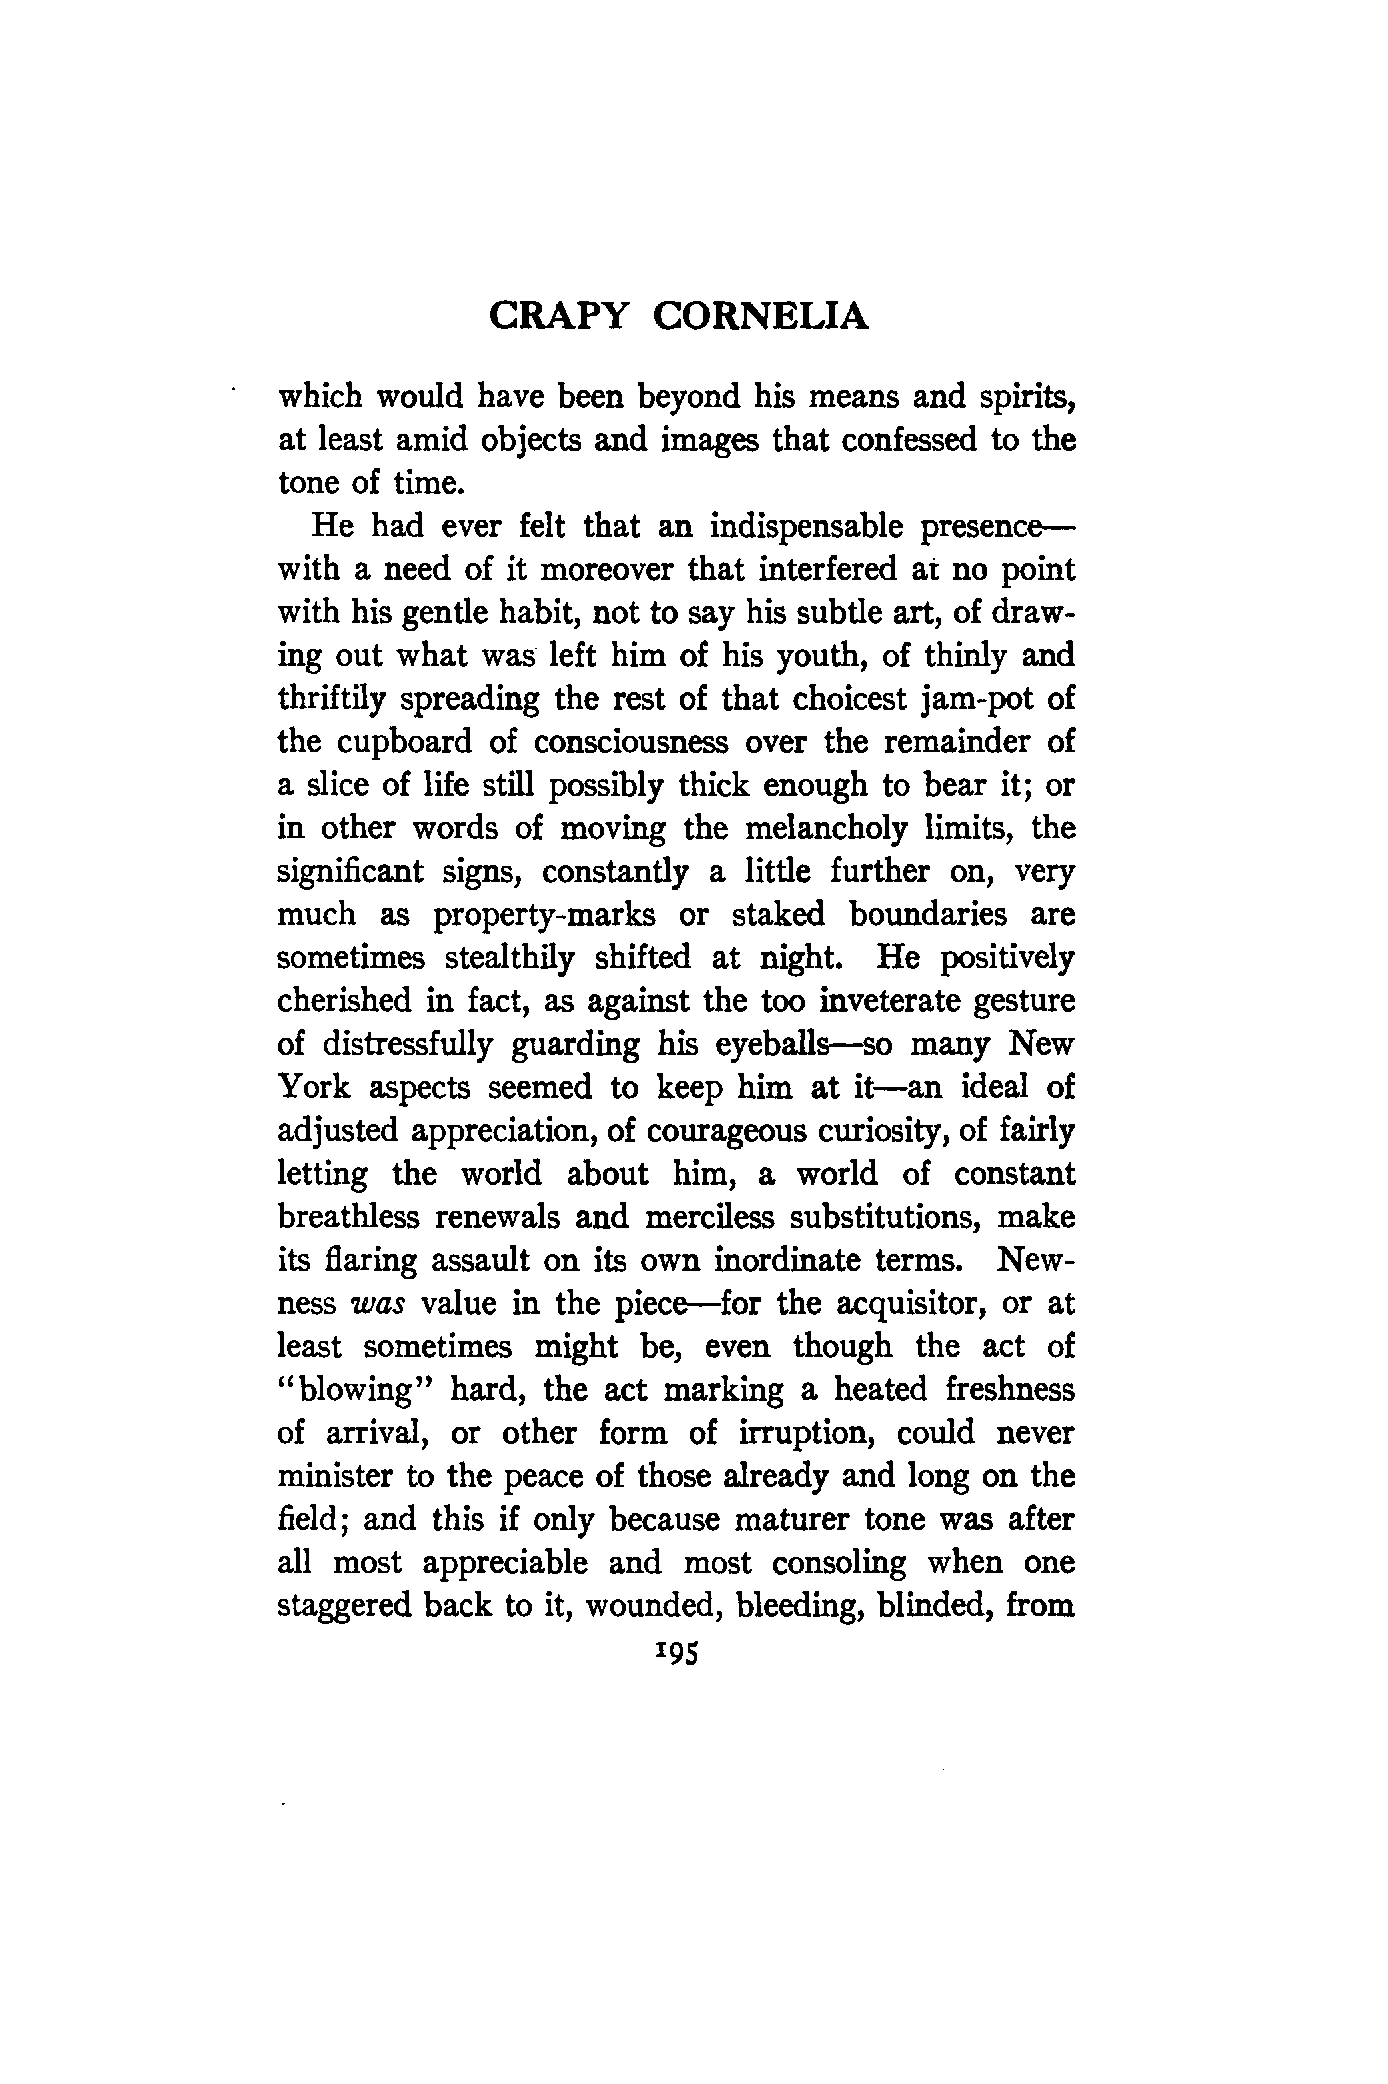 CRAPY CORNELIA
which would have been beyond his means and spirits,
at least amid objects and images that confessed to the
tone of time.
He had ever felt that an indispensable presence—
with a need of it moreover that interfered at no point
with his gentle habit, not to say his subtle art, of draw-
ing out what was left him of his youth, of thinly and
thriftily spreading the rest of that choicest jam-pot of
the cupboard of consciousness over the remainder of
a slice of life still possibly thick enough to bear it; or
in other words of moving the melancholy limits, the
significant signs, constantly a little further on, very
much as property-marks or staked boundaries are
sometimes stealthily shifted at night. He positively
cherished in fact, as against the too inveterate gesture
of distressfully guarding his eyeballs—so many New
York aspects seemed to keep him at it—an ideal of
adjusted appreciation, of courageous curiosity, of fairly
letting the world about him, a world of constant
breathless renewals and merciless substitutions, make
its flaring assault on its own inordinate terms. New-
ness was value in the piece—for the acquisitor, or at
least sometimes might be, even though the act of
“blowing” hard, the act marking a heated freshness
of arrival, or other form of irruption, could never
minister to the peace of those already and long on the
field; and this if only because maturer tone was after
all most appreciable and most consoling when one
staggered back to it, wounded, bleeding, blinded, from
195